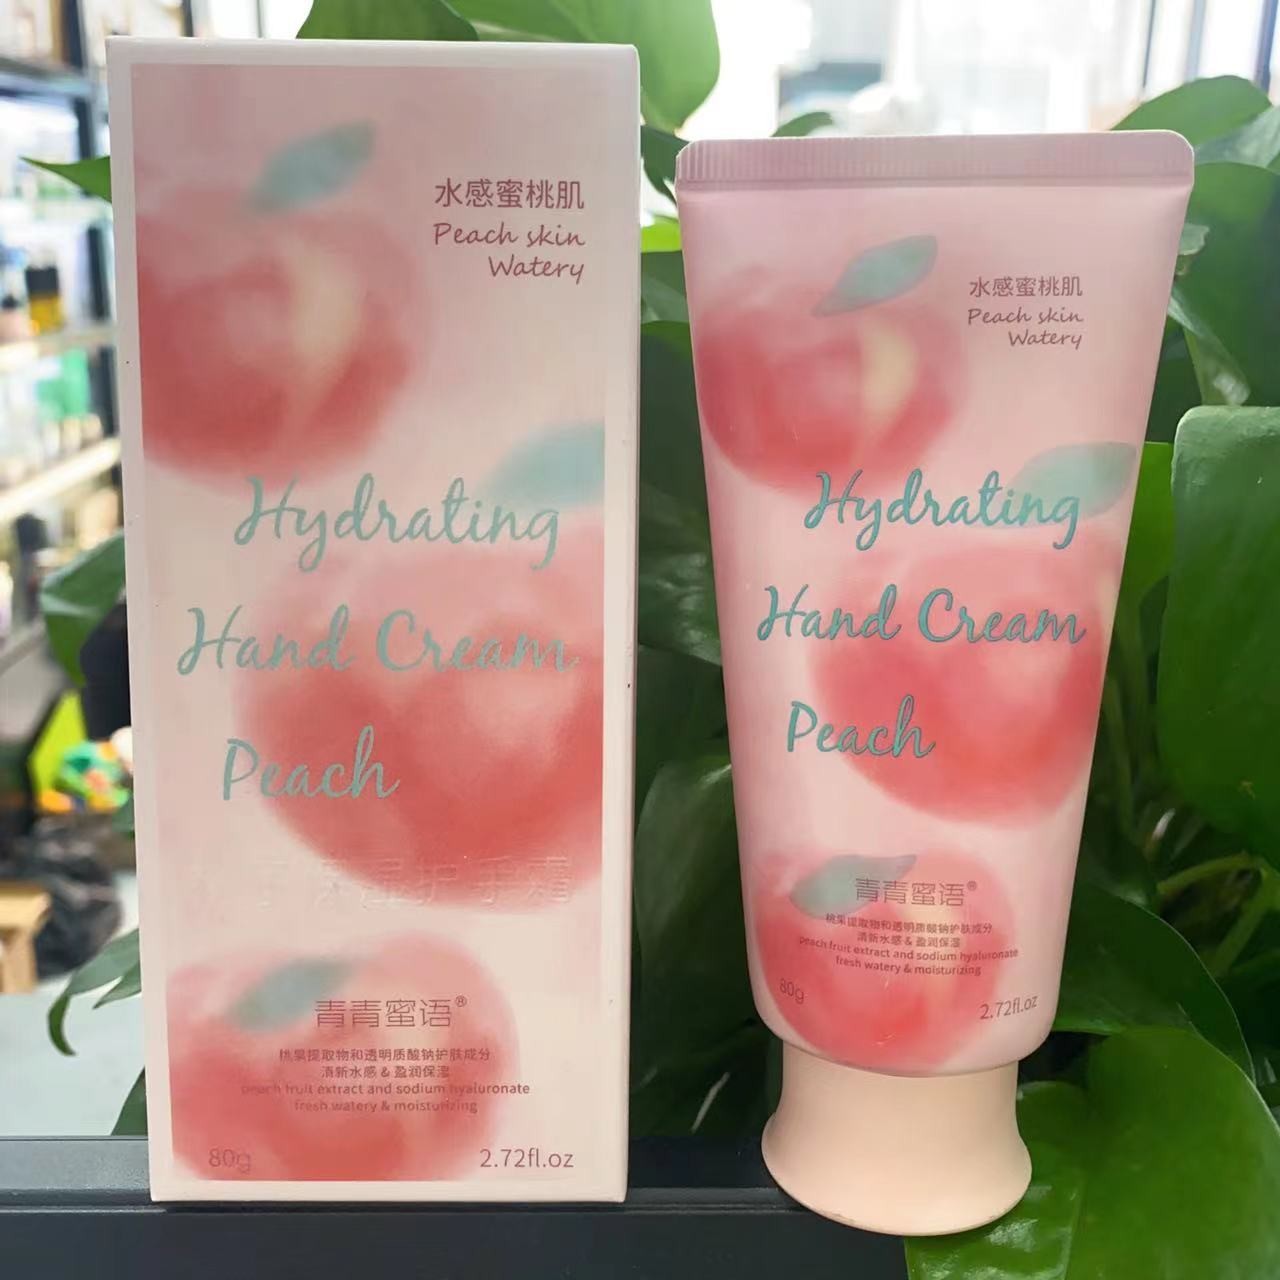 水感蜜桃肌
Peach skin
Watery
Hydrating
Hand Cream
Peach
保湿护手霜
青青蜜语®
桃果提取物和透明质酸钠护肤成分
清新水感 & 盈润保湿
peach fruit extract and sodium hyaluronate
fresh watery & moisturizing
80g
2.72fl.oz
水感蜜桃肌
Peach skin
Watery
Hydrating
Hand Cream
Peach
青青蜜语®
桃果提取物和透明质酸钠护肤成分
清新水感 & 盈润保湿
peach fruit extract and sodium hyaluronate
fresh watery & moisturizing
80g
2.72fl.oz